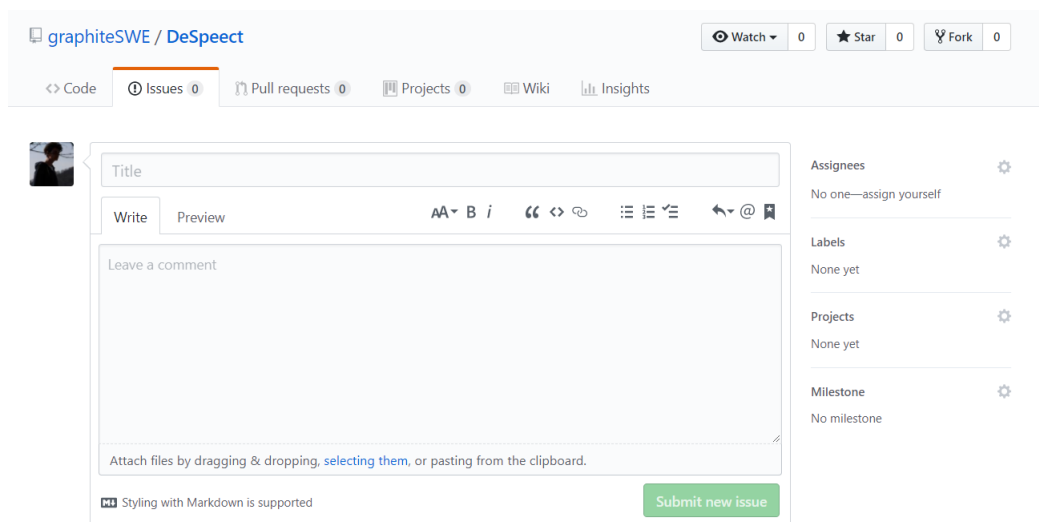 graphiteSWE / DeSpeect
Watch 0 Star 0 Fork 0
Code Issues 0 Pull requests 0 Projects 0 Wiki Insights
Title
Write Preview AA B i
Leave a comment
Attach files by dragging & dropping, selecting them, or pasting from the clipboard.
Styling with Markdown is supported
Submit new issue
Assignees
No one—assign yourself
Labels
None yet
Projects
None yet
Milestone
No milestone